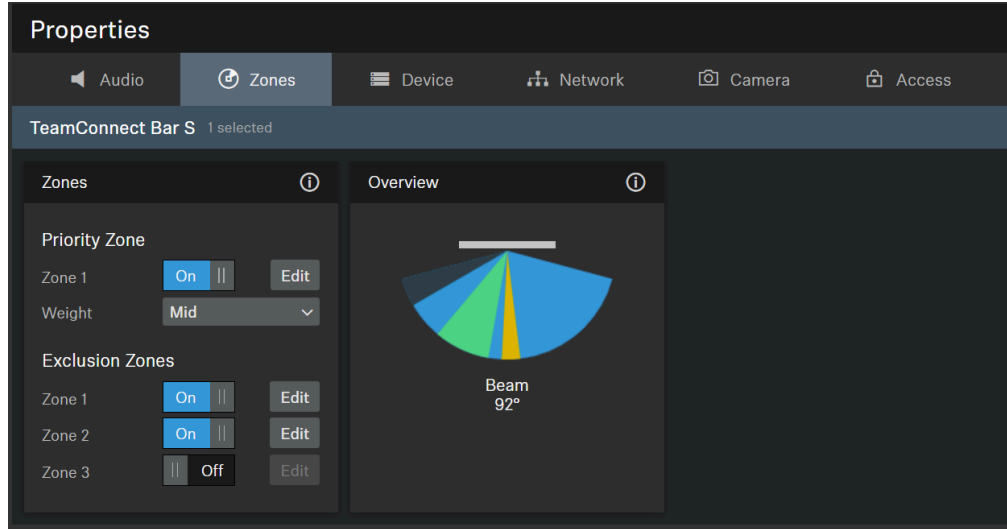 Properties
Audio Zones Device Network Camera Access
TeamConnect Bar S 1 selected
Zones
Priority Zone
Zone 1 On Edit
Weight Mid
Exclusion Zones
Zone 1 On Edit
Zone 2 On Edit
Zone 3 Off Edit
Overview
Beam
92°